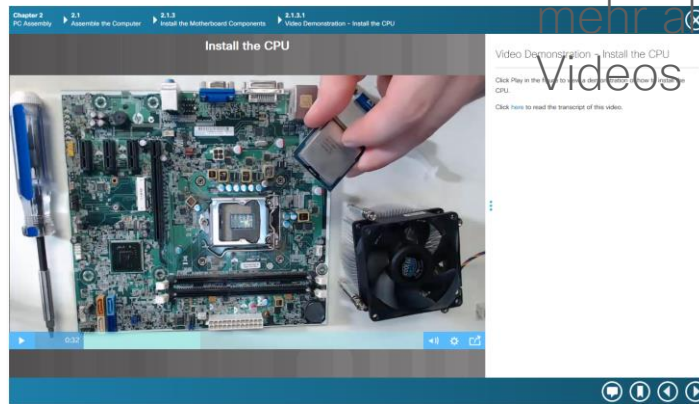 Chapter 2
PC Assembly
2.1
Assemble the Computer
2.1.3
Install the Motherboard Components
2.1.3.1
Video Demonstration - Install the CPU
mehr a
Videos
Install the CPU
Video Demonstration - Install the CPU
Click Play in the figure to view a demonstration of how to install the
CPU.
Click here to read the transcript of this video.
0:32